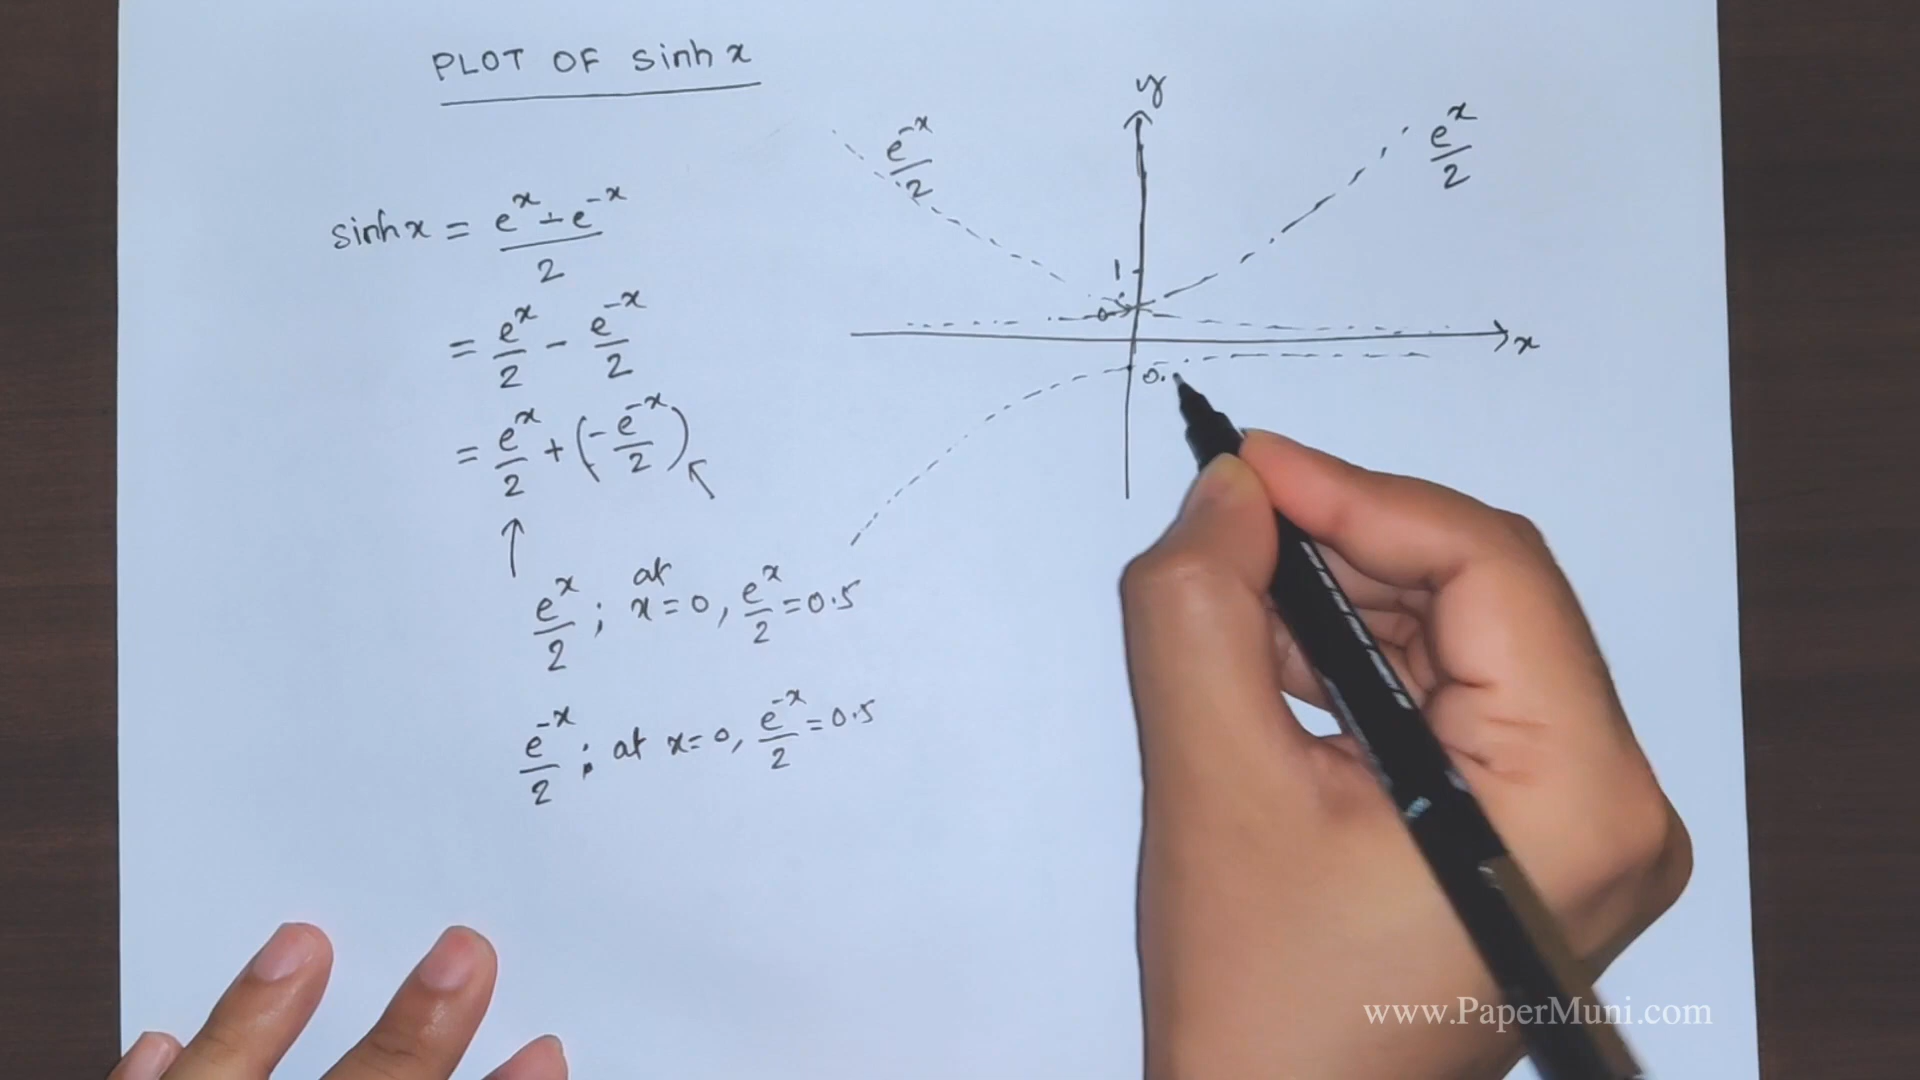 PLOT OF sinh x
sinh x = (e^x - e^-x)/2
= e^x/2 - e^-x/2
= e^x/2 + (-e^-x/2)
e^x/2 ; at x=0, e^x/2 = 0.5
e^-x/2 ; at x=0, e^-x/2 = 0.5
y
e^-x/2
e^x/2
1
x
0.
www.PaperMuni.com